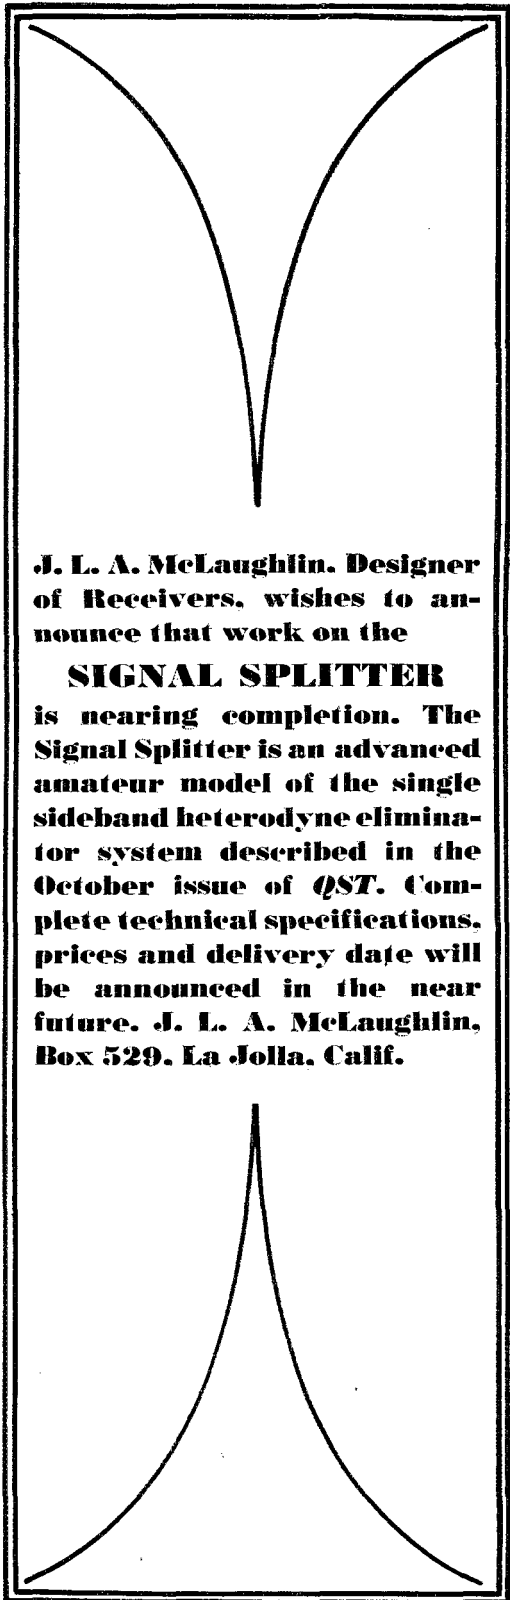 J. L. A. McLaughlin, Designer
of Receivers, wishes to an-
nounce that work on the
SIGNAL SPLITTER
is nearing completion. The
Signal Splitter is an advanced
amateur model of the single
sideband heterodyne elimina-
tor system described in the
October issue of QST. Com-
plete technical specifications,
prices and delivery date will
be announced in the near
future. J. L. A. McLaughlin,
Box 529, La Jolla, Calif.